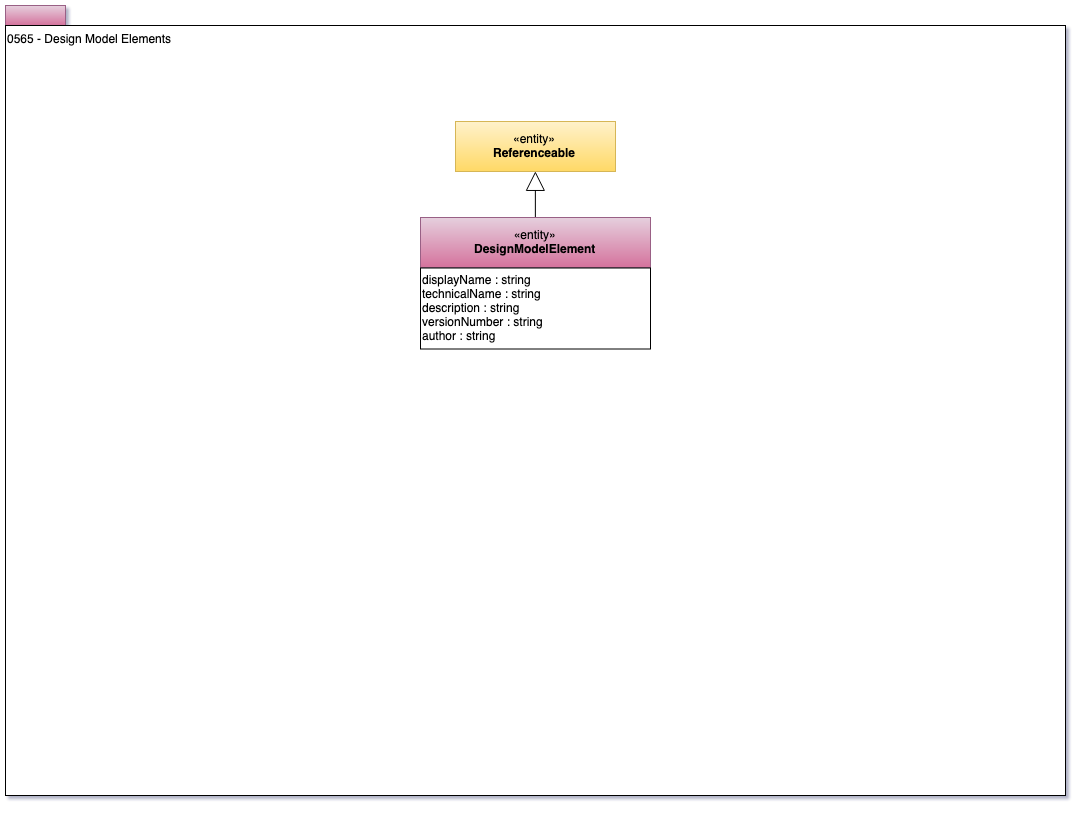 0565 - Design Model Elements
«entity»
Referenceable
«entity»
DesignModelElement
displayName : string
technicalName : string
description : string
versionNumber : string
author : string